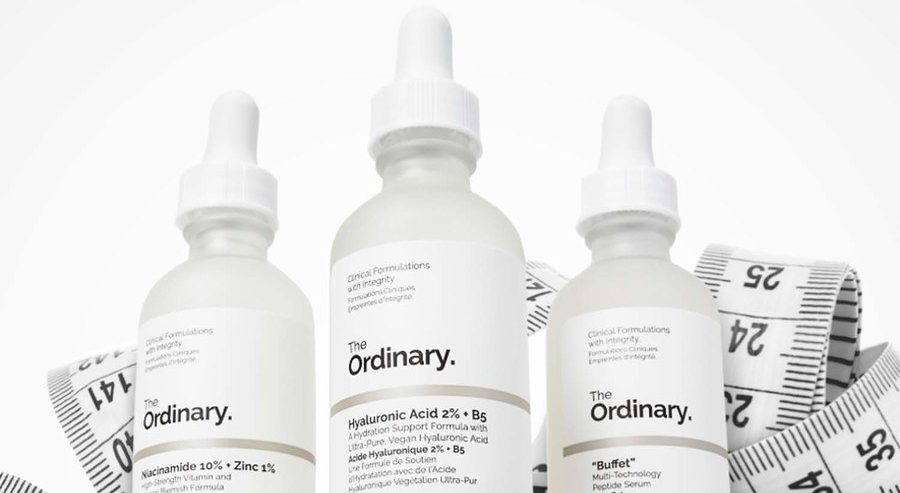 Clinical Formulations
with Integrity.
Formulations Cliniques
Empreintes d'Intégrité.
The
Ordinary.
Niacinamide 10% + Zinc 1%
High-Strength Vitamin and
Blemish Formula
Clinical Formulations
with Integrity.
Formulations Cliniques
Empreintes d'Intégrité.
The
Ordinary.
Hyaluronic Acid 2% + B5
A Hydration Support Formula with
Ultra-Pure, Vegan Hyaluronic Acid
Acide Hyaluronique 2% + B5
Une Formule de Soutien
d'Hydratation avec de l'Acide
Hyaluronique Végétalien Ultra-Pur
Clinical Formulations
with Integrity.
Formulations Cliniques
Empreintes d'Intégrité.
The
Ordinary.
"Buffet"
Multi-Technology
Peptide Serum
142
141
40
25
24
23
35